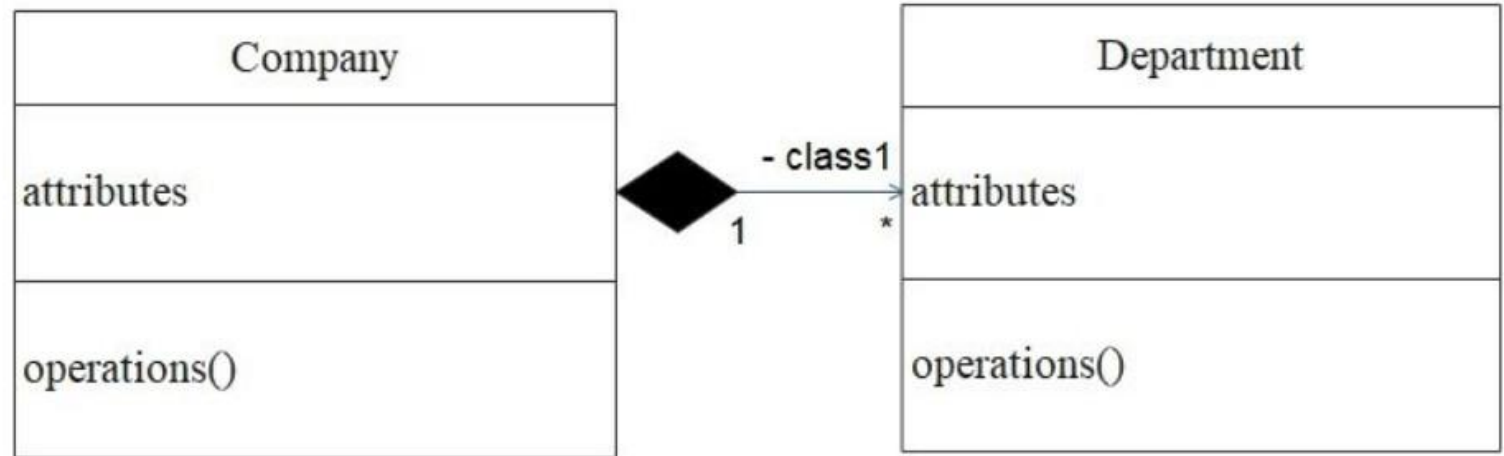 Company
attributes
operations()
- class1
1
*
Department
attributes
operations()